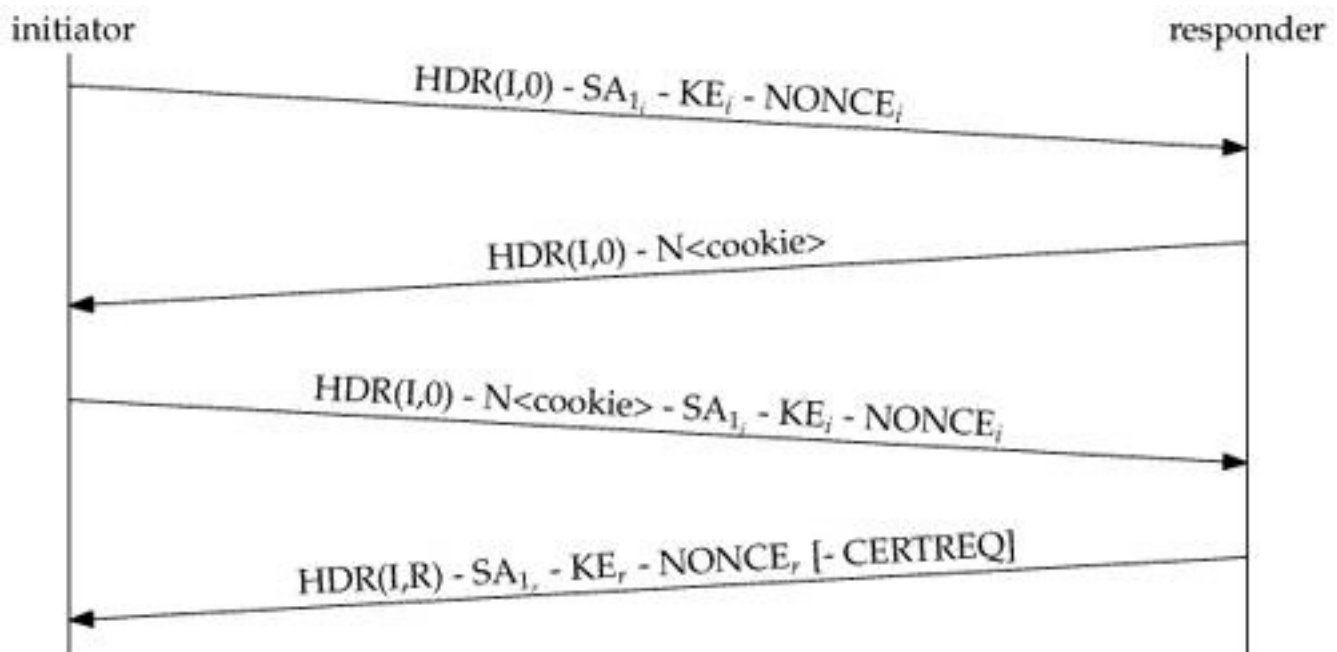 initiator
responder
HDR(I,0) - SA₁ᵢ - KEᵢ - NONCEᵢ
HDR(I,0) - N<cookie>
HDR(I,0) - N<cookie> - SA₁ᵢ - KEᵢ - NONCEᵢ
HDR(I,R) - SA₁ᵣ - KEᵣ - NONCEᵣ [- CERTREQ]